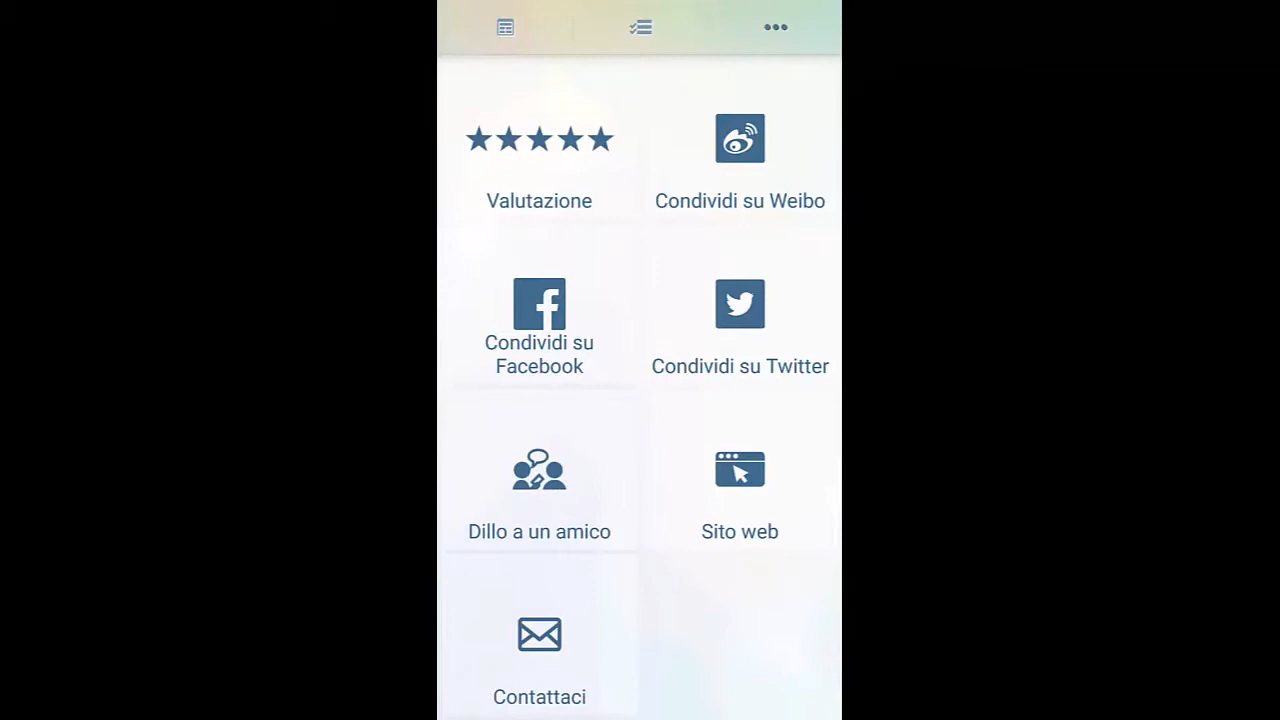 Valutazione
Condividi su Weibo
Condividi su
Facebook
Condividi su Twitter
Dillo a un amico
Sito web
Contattaci